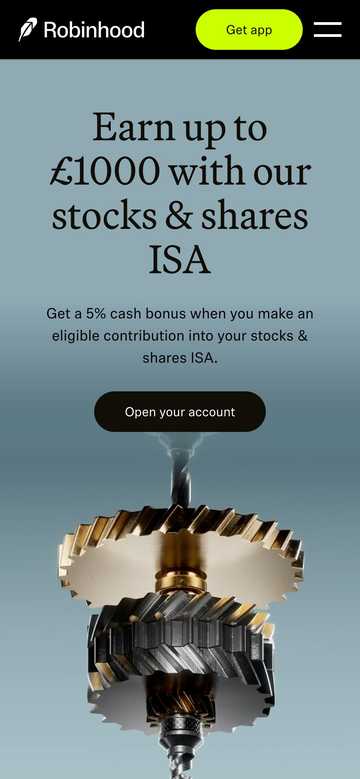 Robinhood
Get app
Earn up to
£1000 with our
stocks & shares
ISA
Get a 5% cash bonus when you make an
eligible contribution into your stocks &
shares ISA.
Open your account